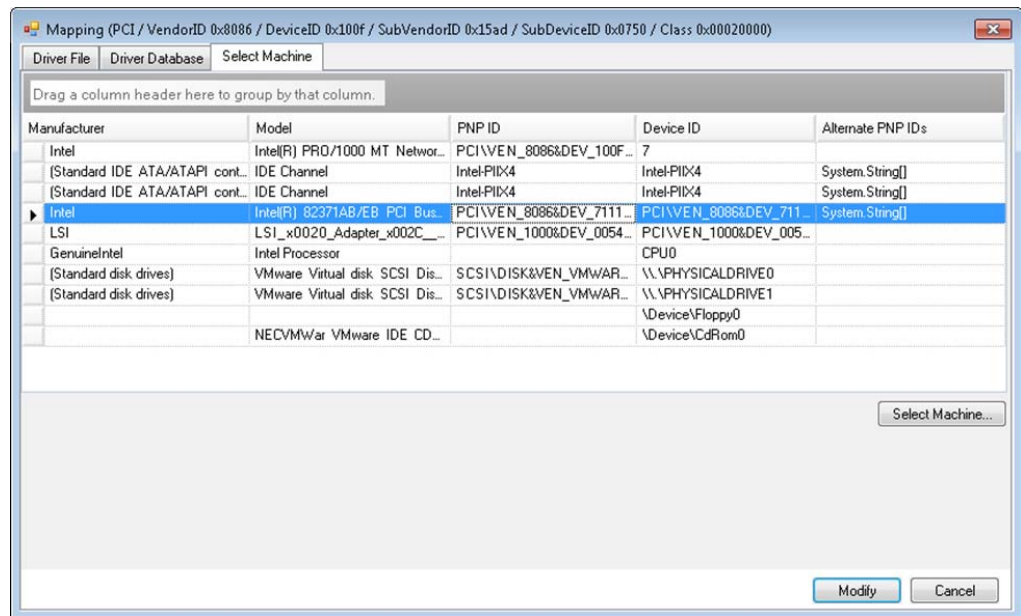 Mapping (PCI / VendorID 0x8086 / DeviceID 0x100f / SubVendorID 0x15ad / SubDeviceID 0x0750 / Class 0x00020000)
Driver File Driver Database Select Machine
Drag a column header here to group by that column.
Manufacturer Model PNP ID Device ID Alternate PNP IDs
Intel Intel(R) PRO/1000 MT Networ... PCI\VEN_8086&DEV_100F... 7
(Standard IDE ATA/ATAPI cont... IDE Channel Intel-PIIX4 Intel-PIIX4 System.String[]
(Standard IDE ATA/ATAPI cont... IDE Channel Intel-PIIX4 Intel-PIIX4 System.String[]
Intel Intel(R) 82371AB/EB PCI Bus... PCI\VEN_8086&DEV_7111... PCI\VEN_8086&DEV_711... System.String[]
LSI LSI_x0020_Adapter_x002C__... PCI\VEN_1000&DEV_0054... PCI\VEN_1000&DEV_005...
GenuineIntel Intel Processor CPU0
(Standard disk drives) VMware Virtual disk SCSI Dis... SCSI\DISK&VEN_VMWAR... \\.\PHYSICALDRIVE0
(Standard disk drives) VMware Virtual disk SCSI Dis... SCSI\DISK&VEN_VMWAR... \\.\PHYSICALDRIVE1
\Device\Floppy0
NECVMWar VMware IDE CD... \Device\CdRom0
Select Machine...
Modify Cancel